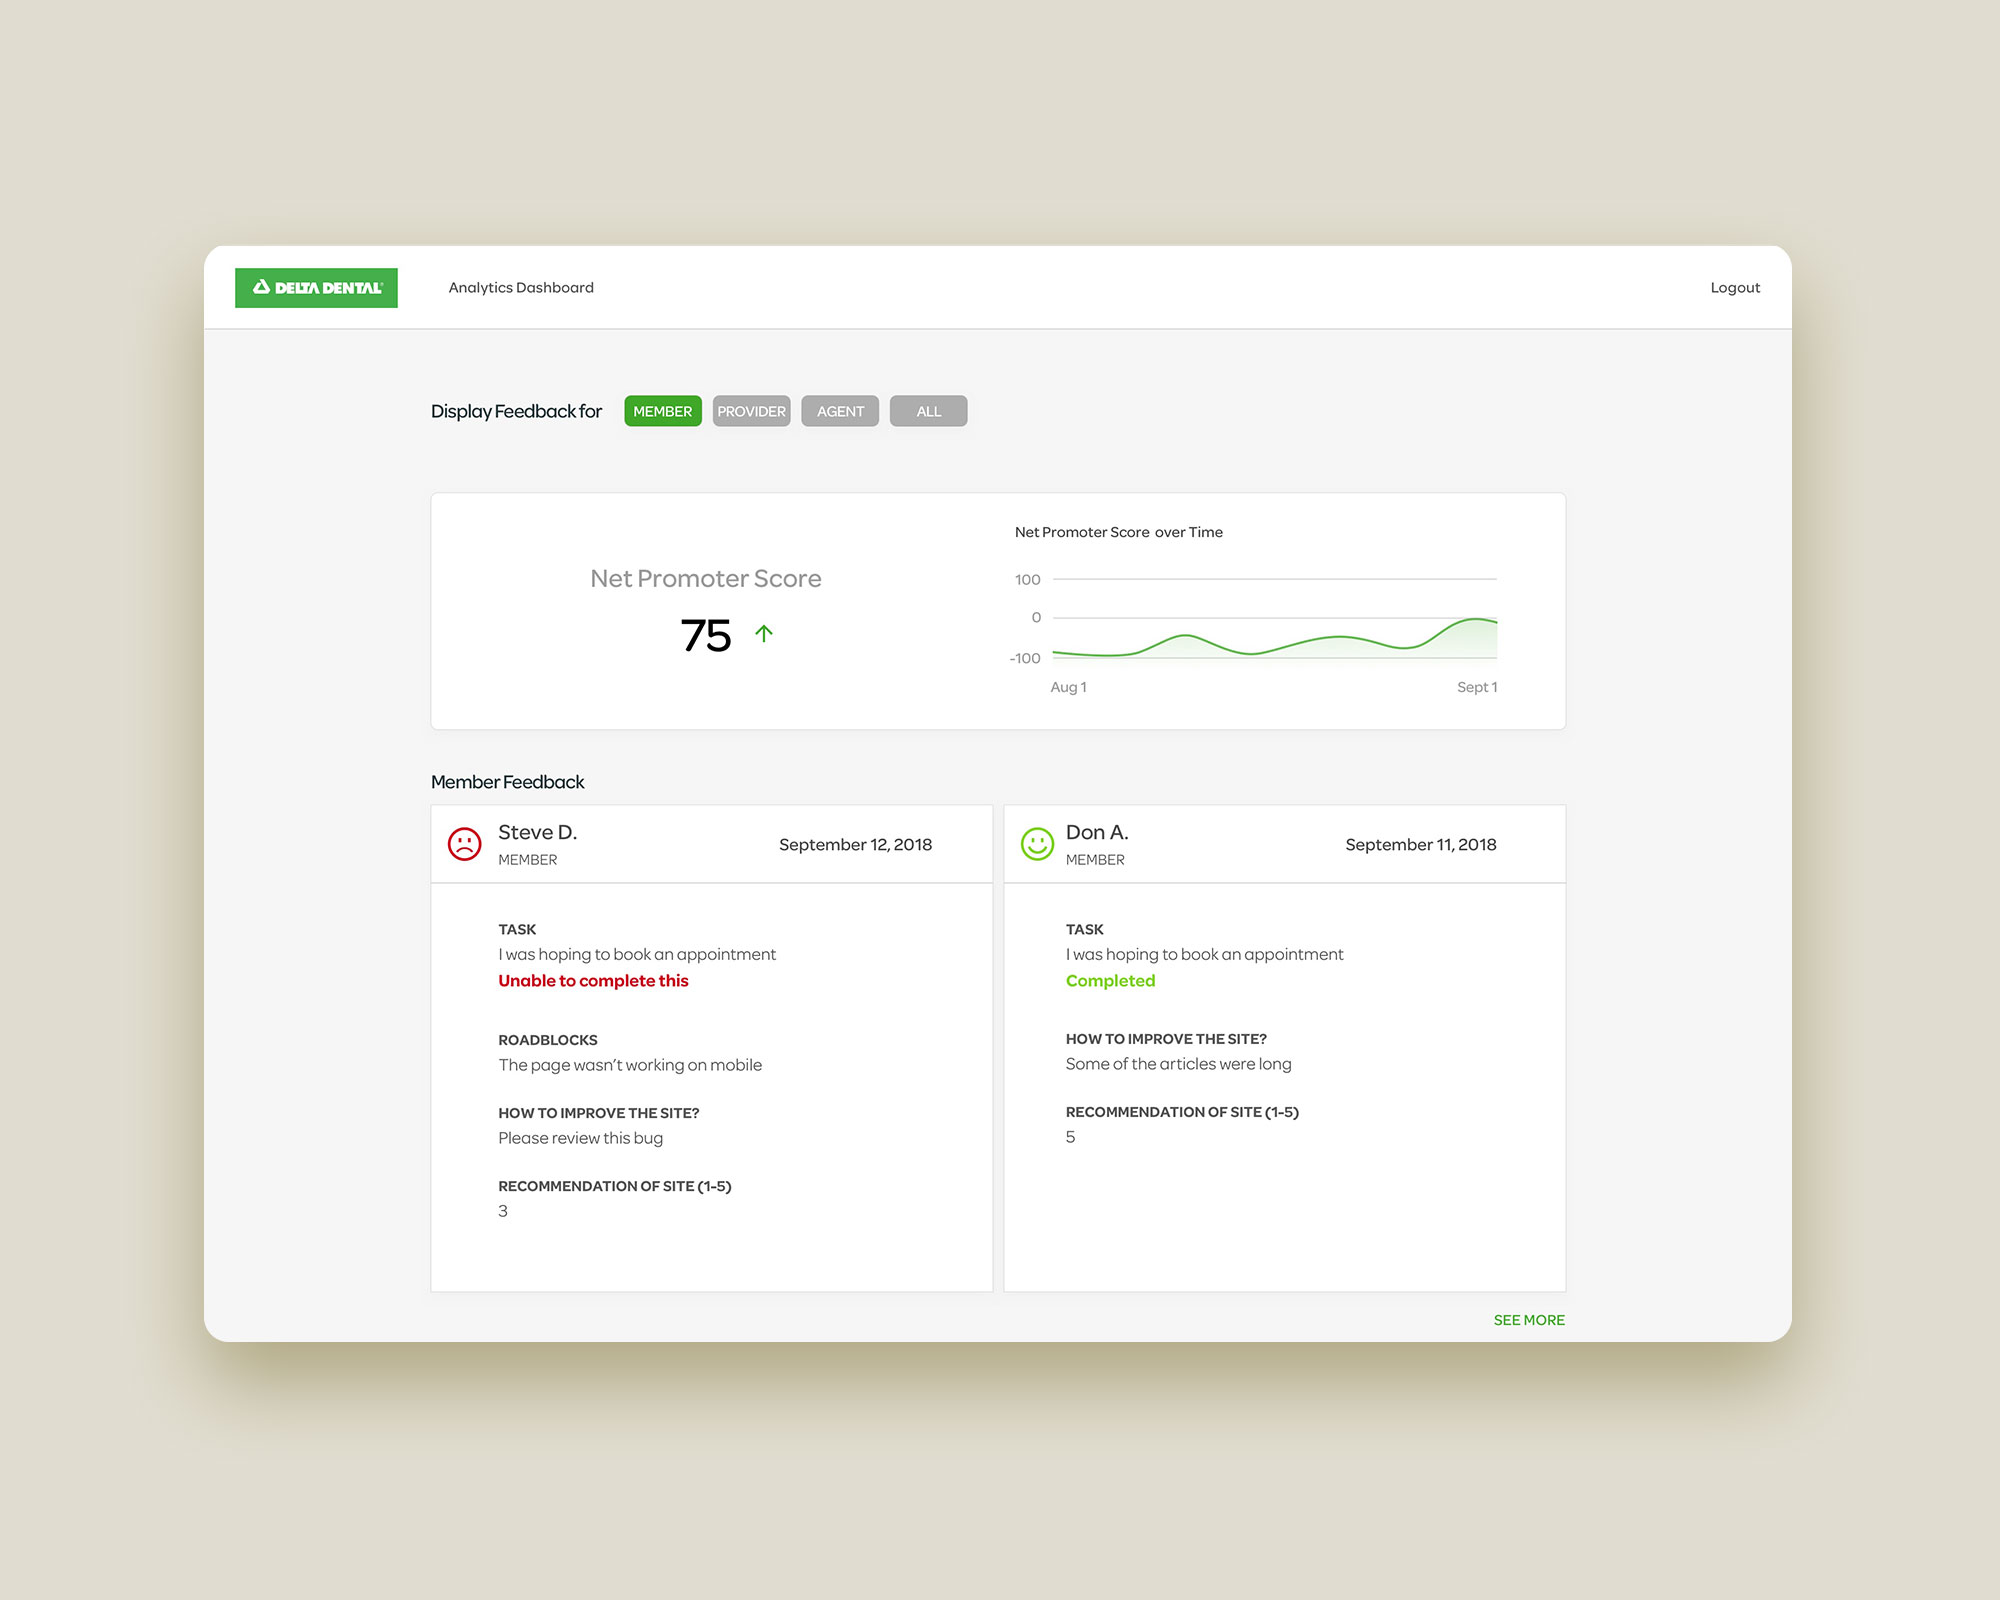 DELTA DENTAL
Analytics Dashboard
Logout
Display Feedback for
MEMBER
PROVIDER
AGENT
ALL
Net Promoter Score
75
Net Promoter Score over Time
100
0
-100
Aug 1
Sept 1
Member Feedback
Steve D.
MEMBER
September 12, 2018
TASK
I was hoping to book an appointment
Unable to complete this
ROADBLOCKS
The page wasn't working on mobile
HOW TO IMPROVE THE SITE?
Please review this bug
RECOMMENDATION OF SITE (1-5)
3
Don A.
MEMBER
September 11, 2018
TASK
I was hoping to book an appointment
Completed
HOW TO IMPROVE THE SITE?
Some of the articles were long
RECOMMENDATION OF SITE (1-5)
5
SEE MORE